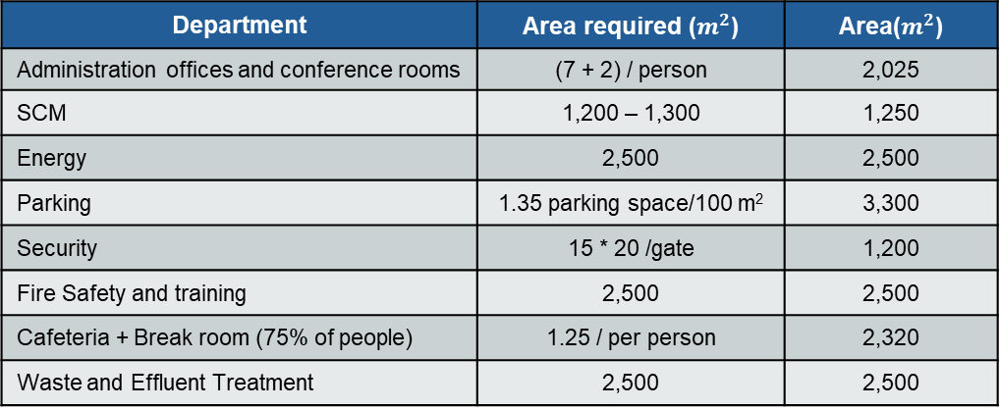 Department Area required (m²) Area(m²)
Administration offices and conference rooms (7 + 2) / person 2,025
SCM 1,200 – 1,300 1,250
Energy 2,500 2,500
Parking 1.35 parking space/100 m² 3,300
Security 15 * 20 /gate 1,200
Fire Safety and training 2,500 2,500
Cafeteria + Break room (75% of people) 1.25 / per person 2,320
Waste and Effluent Treatment 2,500 2,500